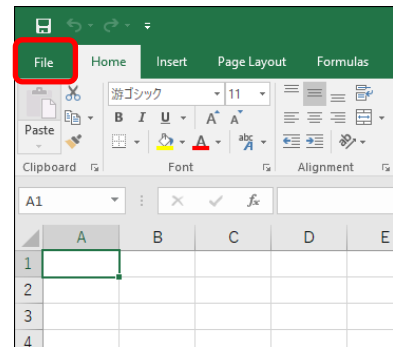 File Home Insert Page Layout Formulas
游ゴシック 11
Paste B I U A A
A abc A
Clipboard Font Alignment
A1 fx
A B C D E
1
2
3
4